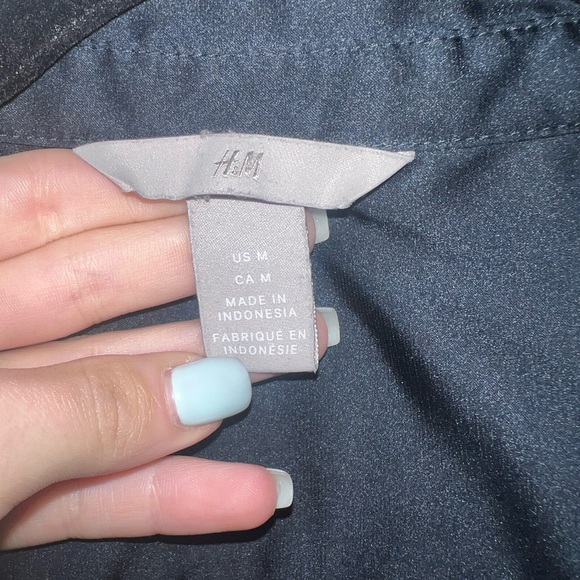 H&M
US M
CA M
MADE IN
INDONESIA
FABRIQUÉ EN
INDONÉSIE